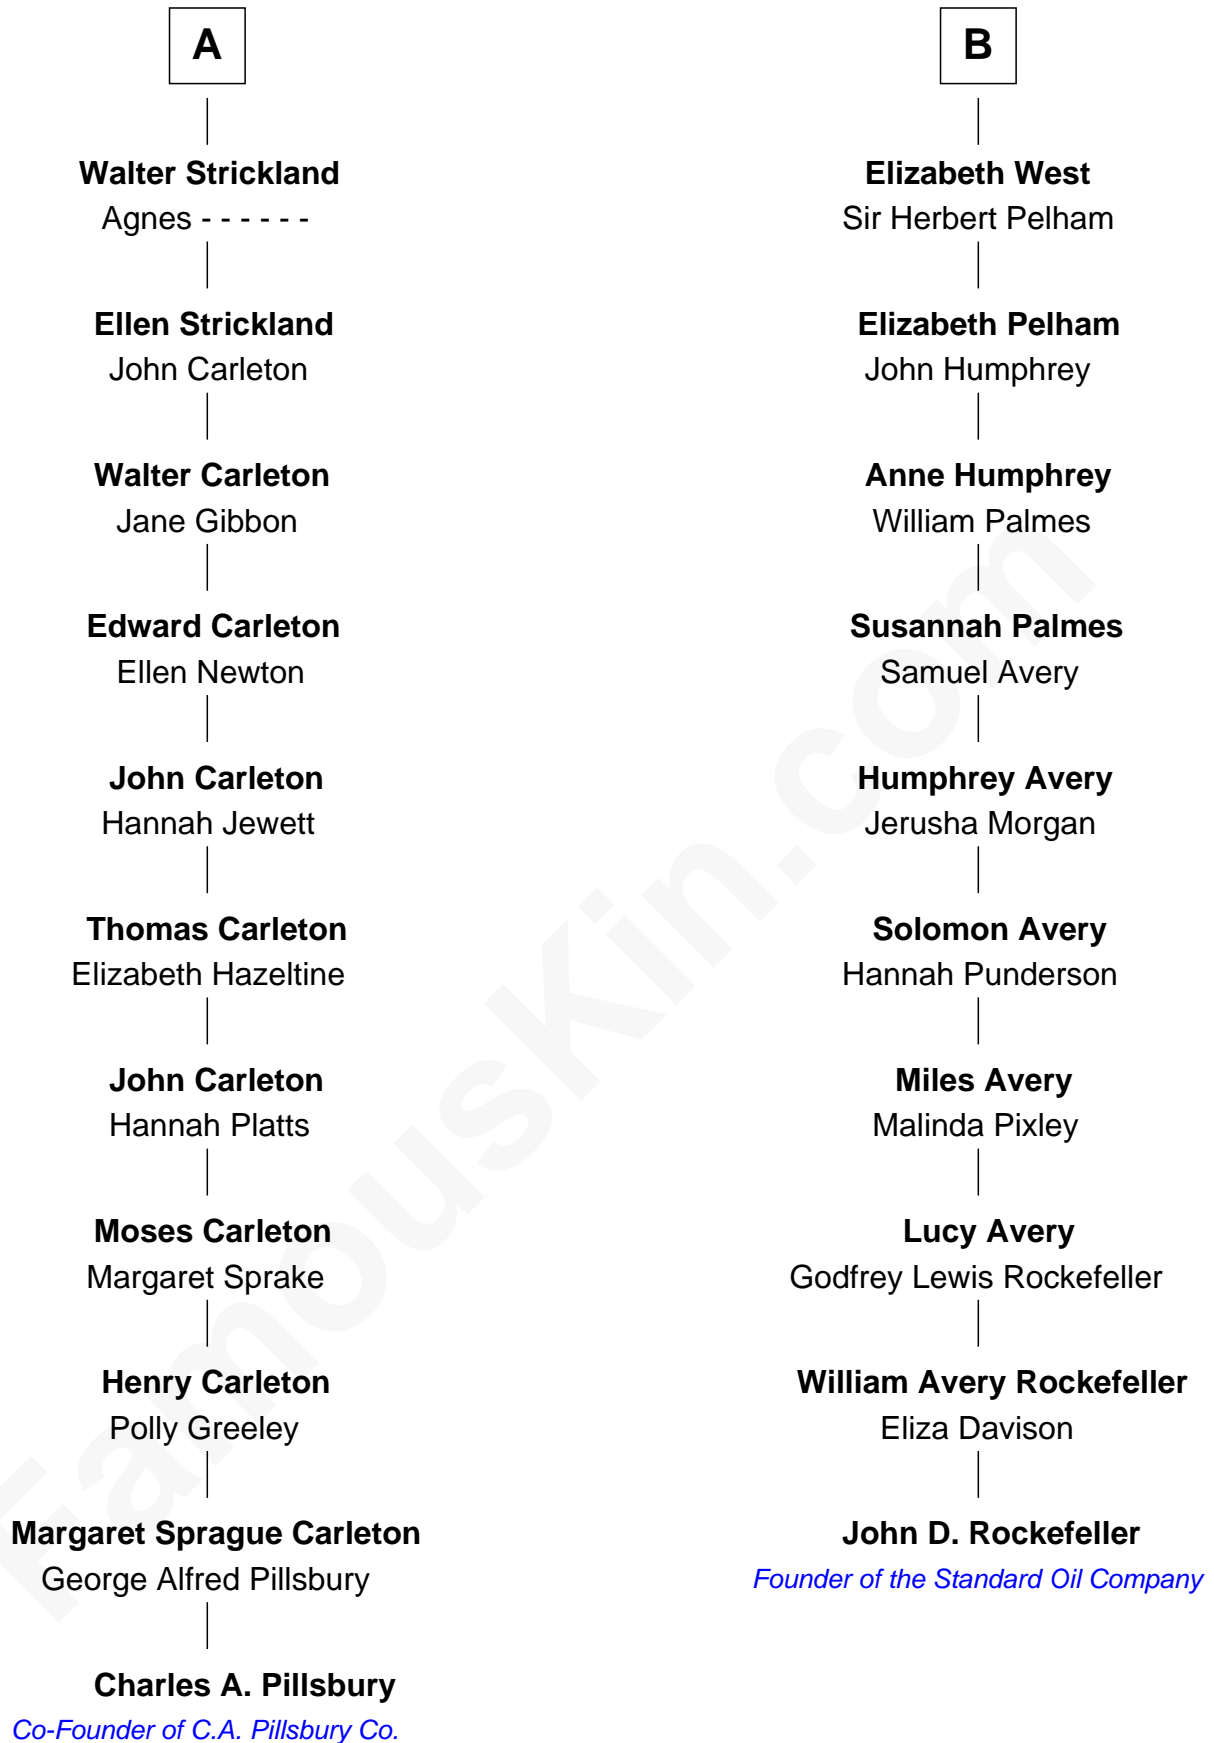 A
Walter Strickland
Agnes - - - - - -
Ellen Strickland
John Carleton
Walter Carleton
Jane Gibbon
Edward Carleton
Ellen Newton
John Carleton
Hannah Jewett
Thomas Carleton
Elizabeth Hazeltine
John Carleton
Hannah Platts
Moses Carleton
Margaret Sprake
Henry Carleton
Polly Greeley
Margaret Sprague Carleton
George Alfred Pillsbury
Charles A. Pillsbury
Co-Founder of C.A. Pillsbury Co.
B
Elizabeth West
Sir Herbert Pelham
Elizabeth Pelham
John Humphrey
Anne Humphrey
William Palmes
Susannah Palmes
Samuel Avery
Humphrey Avery
Jerusha Morgan
Solomon Avery
Hannah Punderson
Miles Avery
Malinda Pixley
Lucy Avery
Godfrey Lewis Rockefeller
William Avery Rockefeller
Eliza Davison
John D. Rockefeller
Founder of the Standard Oil Company
FamousKin.com